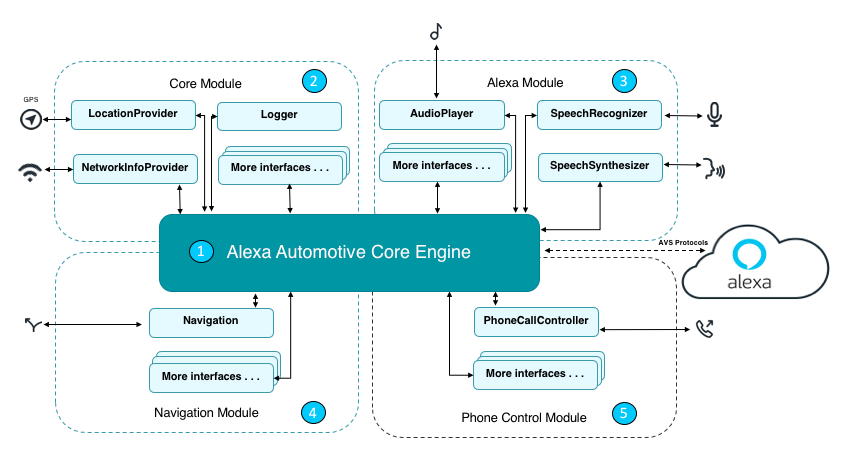 Core Module
2
Alexa Module
3
GPS
LocationProvider
Logger
AudioPlayer
SpeechRecognizer
NetworkInfoProvider
More interfaces . . .
More interfaces . . .
SpeechSynthesizer
1
Alexa Automotive Core Engine
AVS Protocols
alexa
Navigation
PhoneCallController
More interfaces . . .
More interfaces . . .
Navigation Module
4
Phone Control Module
5